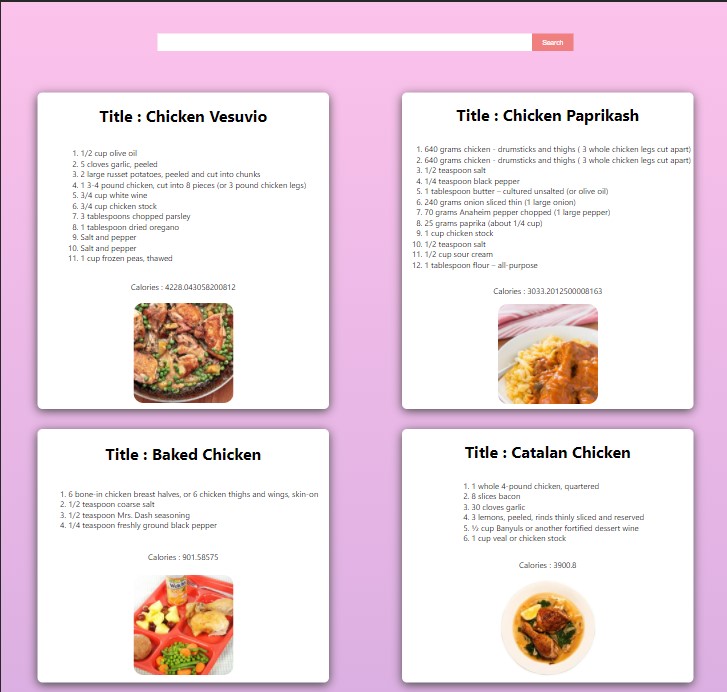 Search
Title : Chicken Vesuvio
1. 1/2 cup olive oil
2. 5 cloves garlic, peeled
3. 2 large russet potatoes, peeled and cut into chunks
4. 1 3-4 pound chicken, cut into 8 pieces (or 3 pound chicken legs)
5. 3/4 cup white wine
6. 3/4 cup chicken stock
7. 3 tablespoons chopped parsley
8. 1 tablespoon dried oregano
9. Salt and pepper
10. Salt and pepper
11. 1 cup frozen peas, thawed
Calories : 4228.043058200812
Title : Chicken Paprikash
1. 640 grams chicken - drumsticks and thighs ( 3 whole chicken legs cut apart)
2. 640 grams chicken - drumsticks and thighs ( 3 whole chicken legs cut apart)
3. 1/2 teaspoon salt
4. 1/4 teaspoon black pepper
5. 1 tablespoon butter – cultured unsalted (or olive oil)
6. 240 grams onion sliced thin (1 large onion)
7. 70 grams Anaheim pepper chopped (1 large pepper)
8. 25 grams paprika (about 1/4 cup)
9. 1 cup chicken stock
10. 1/2 teaspoon salt
11. 1/2 cup sour cream
12. 1 tablespoon flour – all-purpose
Calories : 3033.2012500008163
Title : Baked Chicken
1. 6 bone-in chicken breast halves, or 6 chicken thighs and wings, skin-on
2. 1/2 teaspoon coarse salt
3. 1/2 teaspoon Mrs. Dash seasoning
4. 1/4 teaspoon freshly ground black pepper
Calories : 901.58575
Title : Catalan Chicken
1. 1 whole 4-pound chicken, quartered
2. 8 slices bacon
3. 30 cloves garlic
4. 3 lemons, peeled, rinds thinly sliced and reserved
5. ½ cup Banyuls or another fortified dessert wine
6. 1 cup veal or chicken stock
Calories : 3900.8